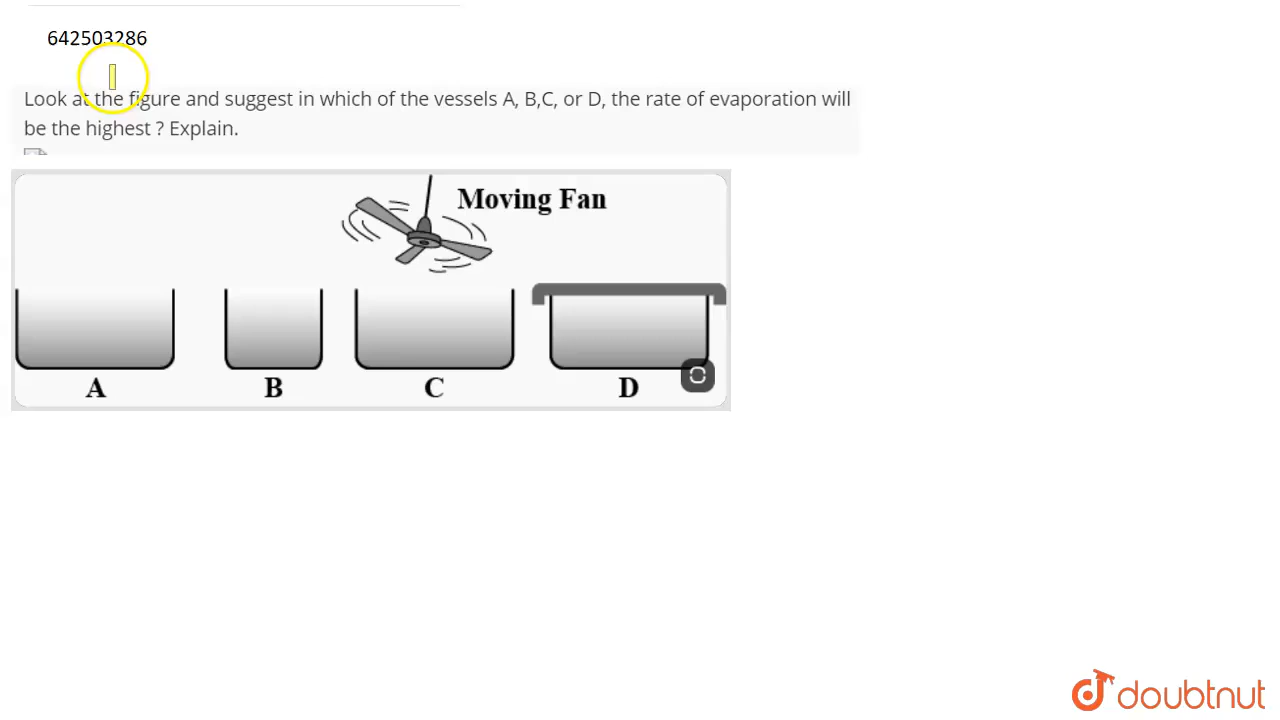 642503286
Look at the figure and suggest in which of the vessels A, B,C, or D, the rate of evaporation will
be the highest ? Explain.
Moving Fan
A B C D
doubtnut